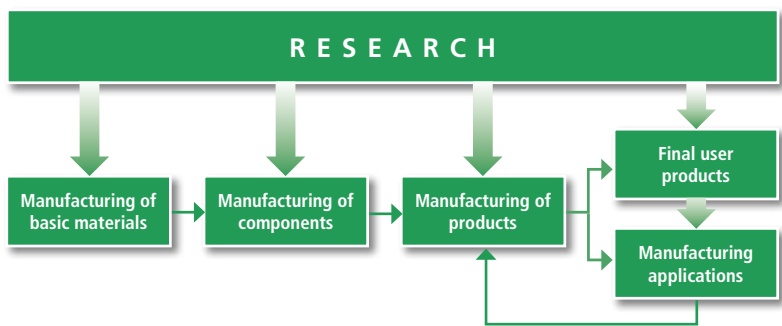 RESEARCH
Manufacturing of
basic materials
Manufacturing of
components
Manufacturing of
products
Final user
products
Manufacturing
applications